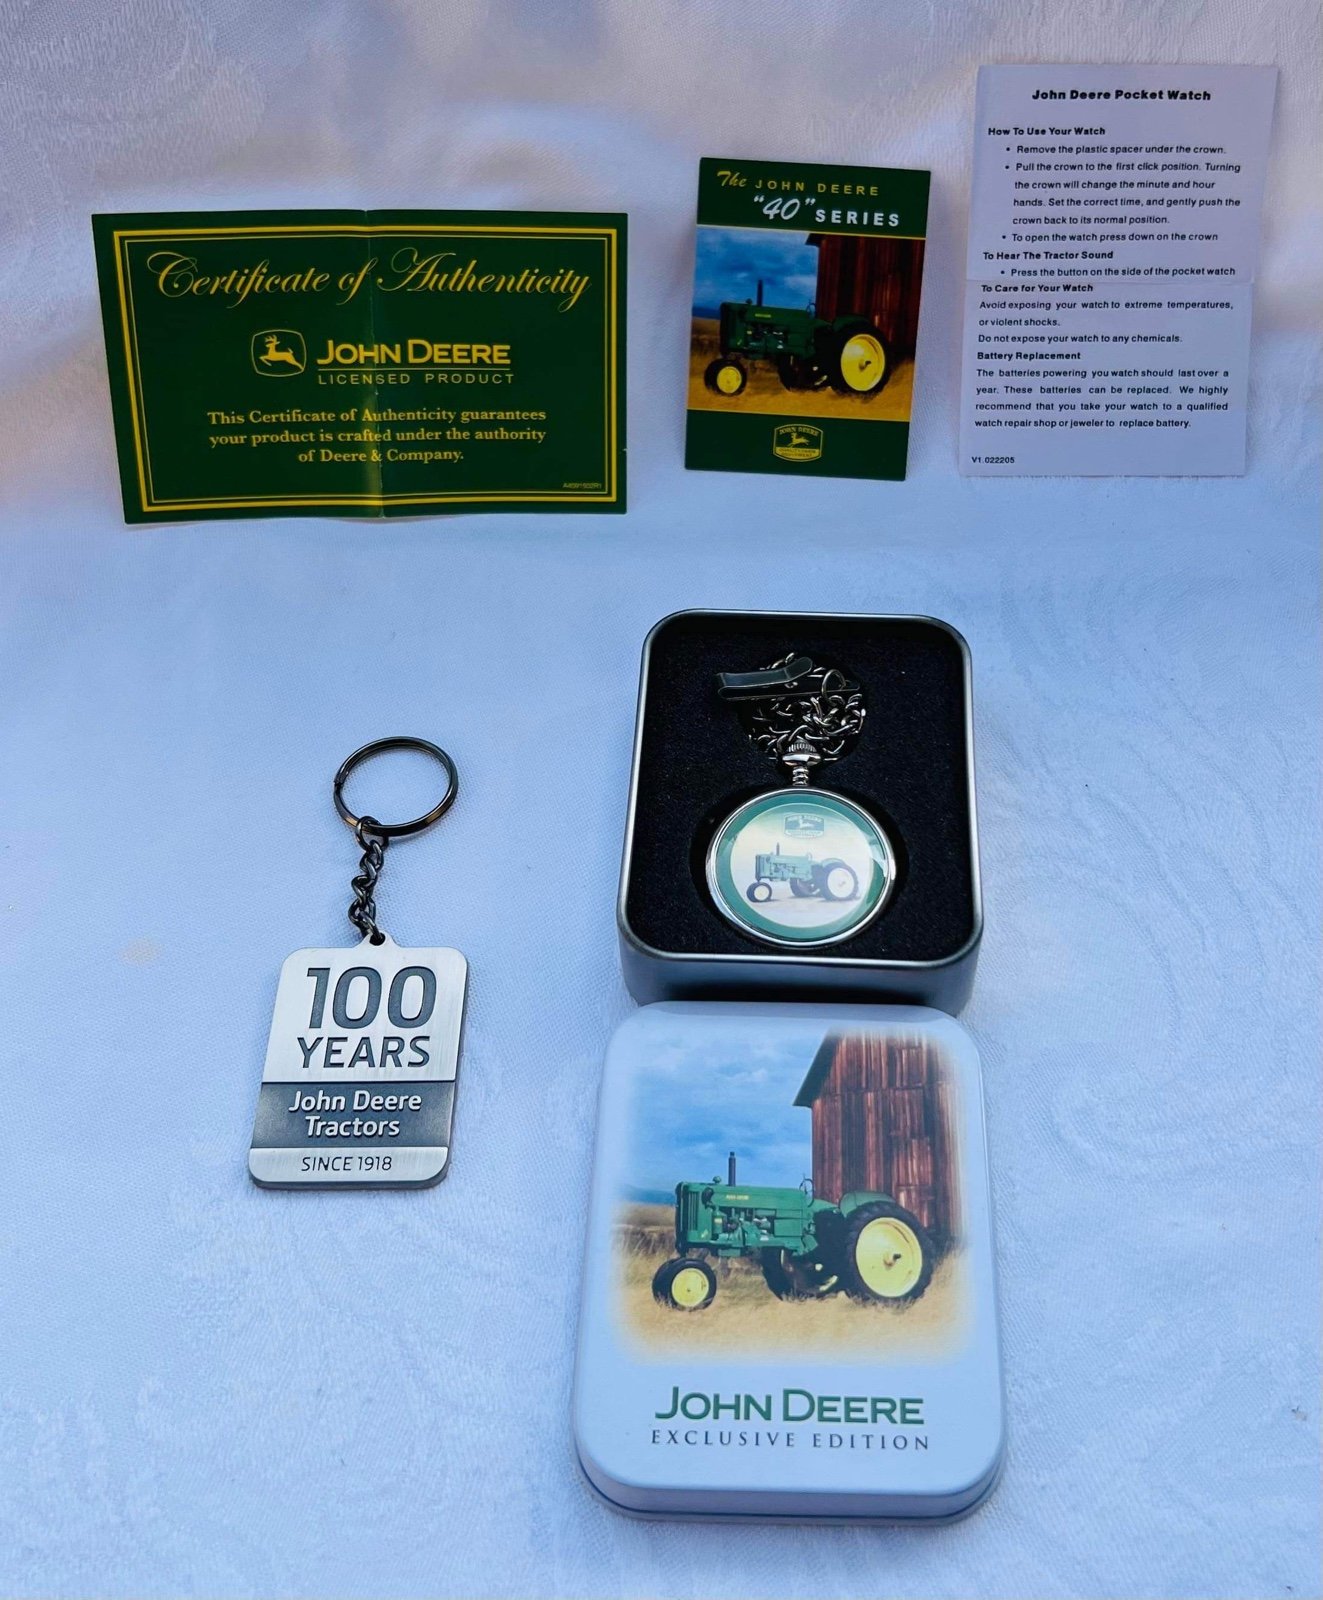 Certificate of Authenticity
JOHN DEERE
LICENSED PRODUCT
This Certificate of Authenticity guarantees
your product is crafted under the authority
of Deere & Company.
The JOHN DEERE
"40" SERIES
JOHN DEERE
John Deere Pocket Watch
How To Use Your Watch
• Remove the plastic spacer under the crown.
• Pull the crown to the first click position. Turning
the crown will change the minute and hour
hands. Set the correct time, and gently push the
crown back to its normal position.
• To open the watch press down on the crown
To Hear The Tractor Sound
• Press the button on the side of the pocket watch
To Care for Your Watch
Avoid exposing your watch to extreme temperatures,
or violent shocks.
Do not expose your watch to any chemicals.
Battery Replacement
The batteries powering you watch should last over a
year. These batteries can be replaced. We highly
recommend that you take your watch to a qualified
watch repair shop or jeweler to replace battery.
V1.022205
JOHN DEERE
100
YEARS
John Deere
Tractors
SINCE 1918
JOHN DEERE
EXCLUSIVE EDITION